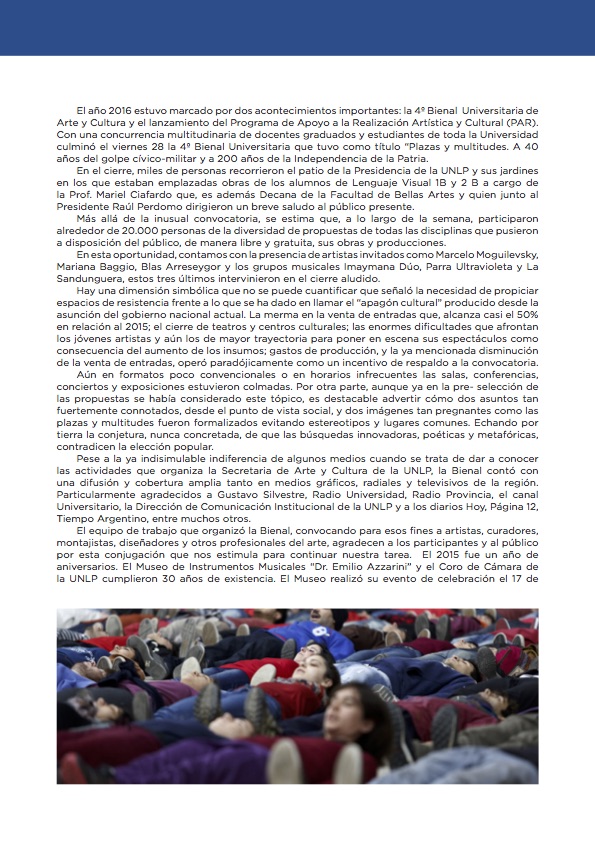 El año 2016 estuvo marcado por dos acontecimientos importantes: la 4º Bienal Universitaria de
Arte y Cultura y el lanzamiento del Programa de Apoyo a la Realización Artística y Cultural (PAR).
Con una concurrencia multitudinaria de docentes graduados y estudiantes de toda la Universidad
culminó el viernes 28 la 4º Bienal Universitaria que tuvo como título "Plazas y multitudes. A 40
años del golpe cívico-militar y a 200 años de la Independencia de la Patria.
En el cierre, miles de personas recorrieron el patio de la Presidencia de la UNLP y sus jardines
en los que estaban emplazadas obras de los alumnos de Lenguaje Visual 1B y 2 B a cargo de
la Prof. Mariel Ciafardo que, es además Decana de la Facultad de Bellas Artes y quien junto al
Presidente Raúl Perdomo dirigieron un breve saludo al público presente.
Más allá de la inusual convocatoria, se estima que, a lo largo de la semana, participaron
alrededor de 20.000 personas de la diversidad de propuestas de todas las disciplinas que pusieron
a disposición del público, de manera libre y gratuita, sus obras y producciones.
En esta oportunidad, contamos con la presencia de artistas invitados como Marcelo Moguilevsky,
Mariana Baggio, Blas Arreseygor y los grupos musicales Imaymana Dúo, Parra Ultravioleta y La
Sandunguera, estos tres últimos intervinieron en el cierre aludido.
Hay una dimensión simbólica que no se puede cuantificar que señaló la necesidad de propiciar
espacios de resistencia frente a lo que se ha dado en llamar el "apagón cultural" producido desde la
asunción del gobierno nacional actual. La merma en la venta de entradas que, alcanza casi el 50%
en relación al 2015; el cierre de teatros y centros culturales; las enormes dificultades que afrontan
los jóvenes artistas y aún los de mayor trayectoria para poner en escena sus espectáculos como
consecuencia del aumento de los insumos; gastos de producción, y la ya mencionada disminución
de la venta de entradas, operó paradójicamente como un incentivo de respaldo a la convocatoria.
Aún en formatos poco convencionales o en horarios infrecuentes las salas, conferencias,
conciertos y exposiciones estuvieron colmadas. Por otra parte, aunque ya en la pre- selección de
las propuestas se había considerado este tópico, es destacable advertir cómo dos asuntos tan
fuertemente connotados, desde el punto de vista social, y dos imágenes tan pregnantes como las
plazas y multitudes fueron formalizados evitando estereotipos y lugares comunes. Echando por
tierra la conjetura, nunca concretada, de que las búsquedas innovadoras, poéticas y metafóricas,
contradicen la elección popular.
Pese a la ya indisimulable indiferencia de algunos medios cuando se trata de dar a conocer
las actividades que organiza la Secretaria de Arte y Cultura de la UNLP, la Bienal contó con
una difusión y cobertura amplia tanto en medios gráficos, radiales y televisivos de la región.
Particularmente agradecidos a Gustavo Silvestre, Radio Universidad, Radio Provincia, el canal
Universitario, la Dirección de Comunicación Institucional de la UNLP y a los diarios Hoy, Página 12,
Tiempo Argentino, entre muchos otros.
El equipo de trabajo que organizó la Bienal, convocando para esos fines a artistas, curadores,
montajistas, diseñadores y otros profesionales del arte, agradecen a los participantes y al público
por esta conjugación que nos estimula para continuar nuestra tarea. El 2015 fue un año de
aniversarios. El Museo de Instrumentos Musicales "Dr. Emilio Azzarini" y el Coro de Cámara de
la UNLP cumplieron 30 años de existencia. El Museo realizó su evento de celebración el 17 de